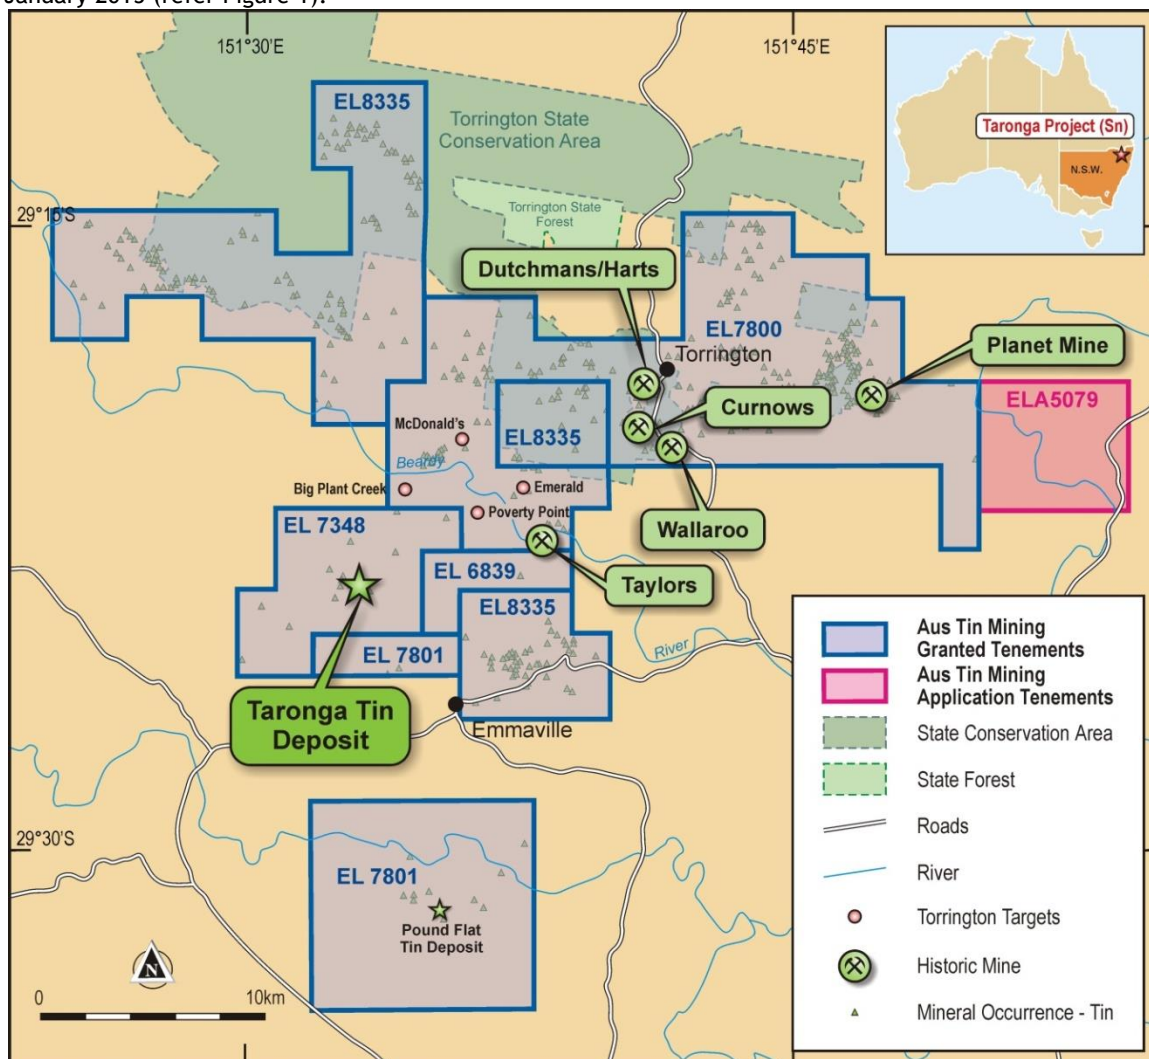 January 2015 (refer Figure 1).
151°30'E
151°45'E
Taronga Project (Sn)
N.S.W.
EL8335
Torrington State
Conservation Area
29°15'S
Torrington State
Forest
Dutchmans/Harts
EL7800
Torrington
Planet Mine
Curnows
ELA5079
McDonald's
EL8335
Beardy
Big Plant Creek
Emerald
Poverty Point
Wallaroo
EL 7348
EL 6839
Taylors
EL8335
River
EL 7801
Taronga Tin
Deposit
Emmaville
29°30'S
EL 7801
Pound Flat
Tin Deposit
N
0
10km
Aus Tin Mining
Granted Tenements
Aus Tin Mining
Application Tenements
State Conservation Area
State Forest
Roads
River
Torrington Targets
Historic Mine
Mineral Occurrence - Tin